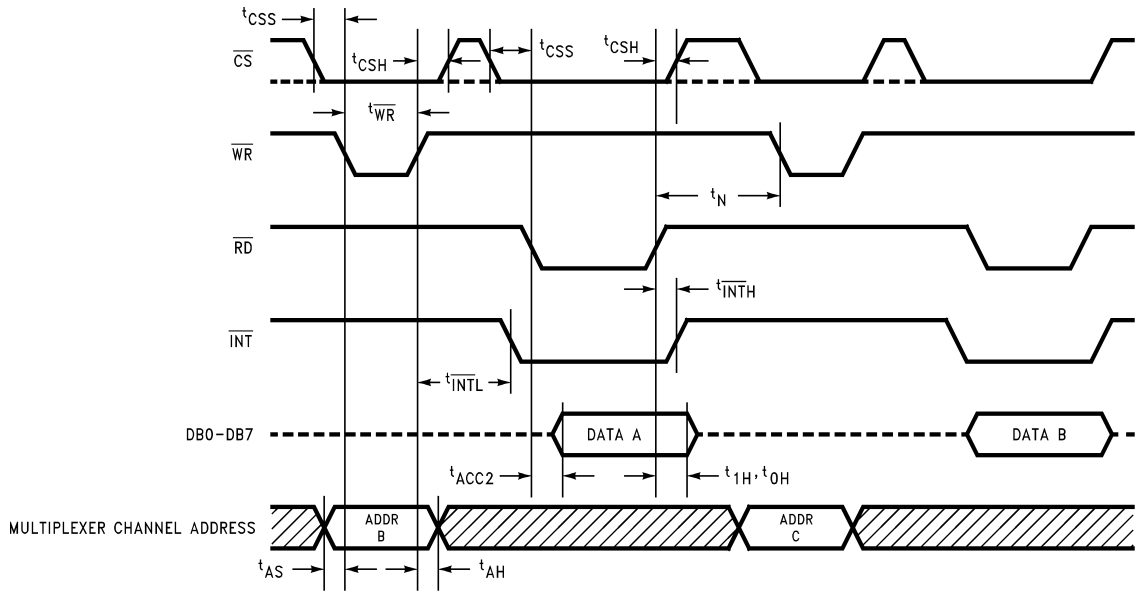 tCSS
CS
tCSH
tCSS
tCSH
tWR
WR
tN
RD
tINTH
INT
tINTL
DB0-DB7
DATA A
DATA B
tACC2
t1H, t0H
MULTIPLEXER CHANNEL ADDRESS
ADDR
B
ADDR
C
tAS
tAH